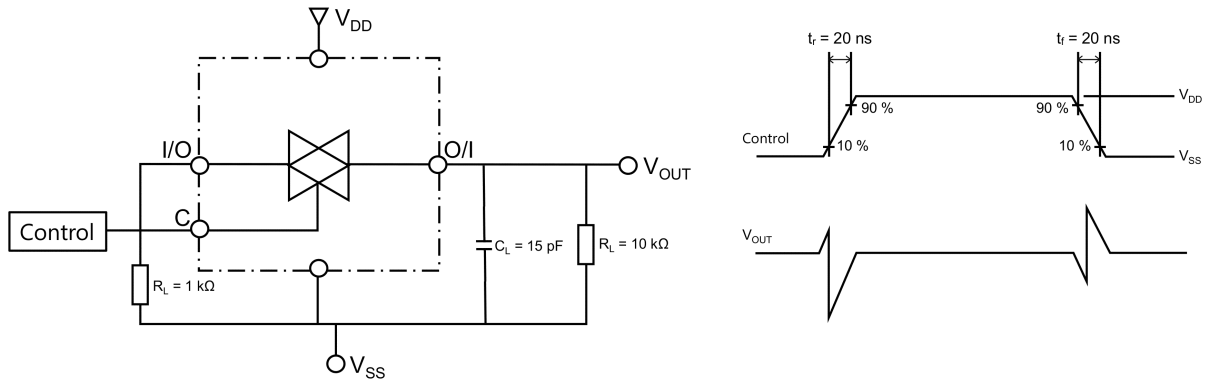 V_DD
I/O
O/I
V_OUT
C
Control
C_L = 15 pF
R_L = 10 kΩ
R_L = 1 kΩ
V_SS
t_r = 20 ns
t_f = 20 ns
90 %
90 %
V_DD
Control
10 %
10 %
V_SS
V_OUT